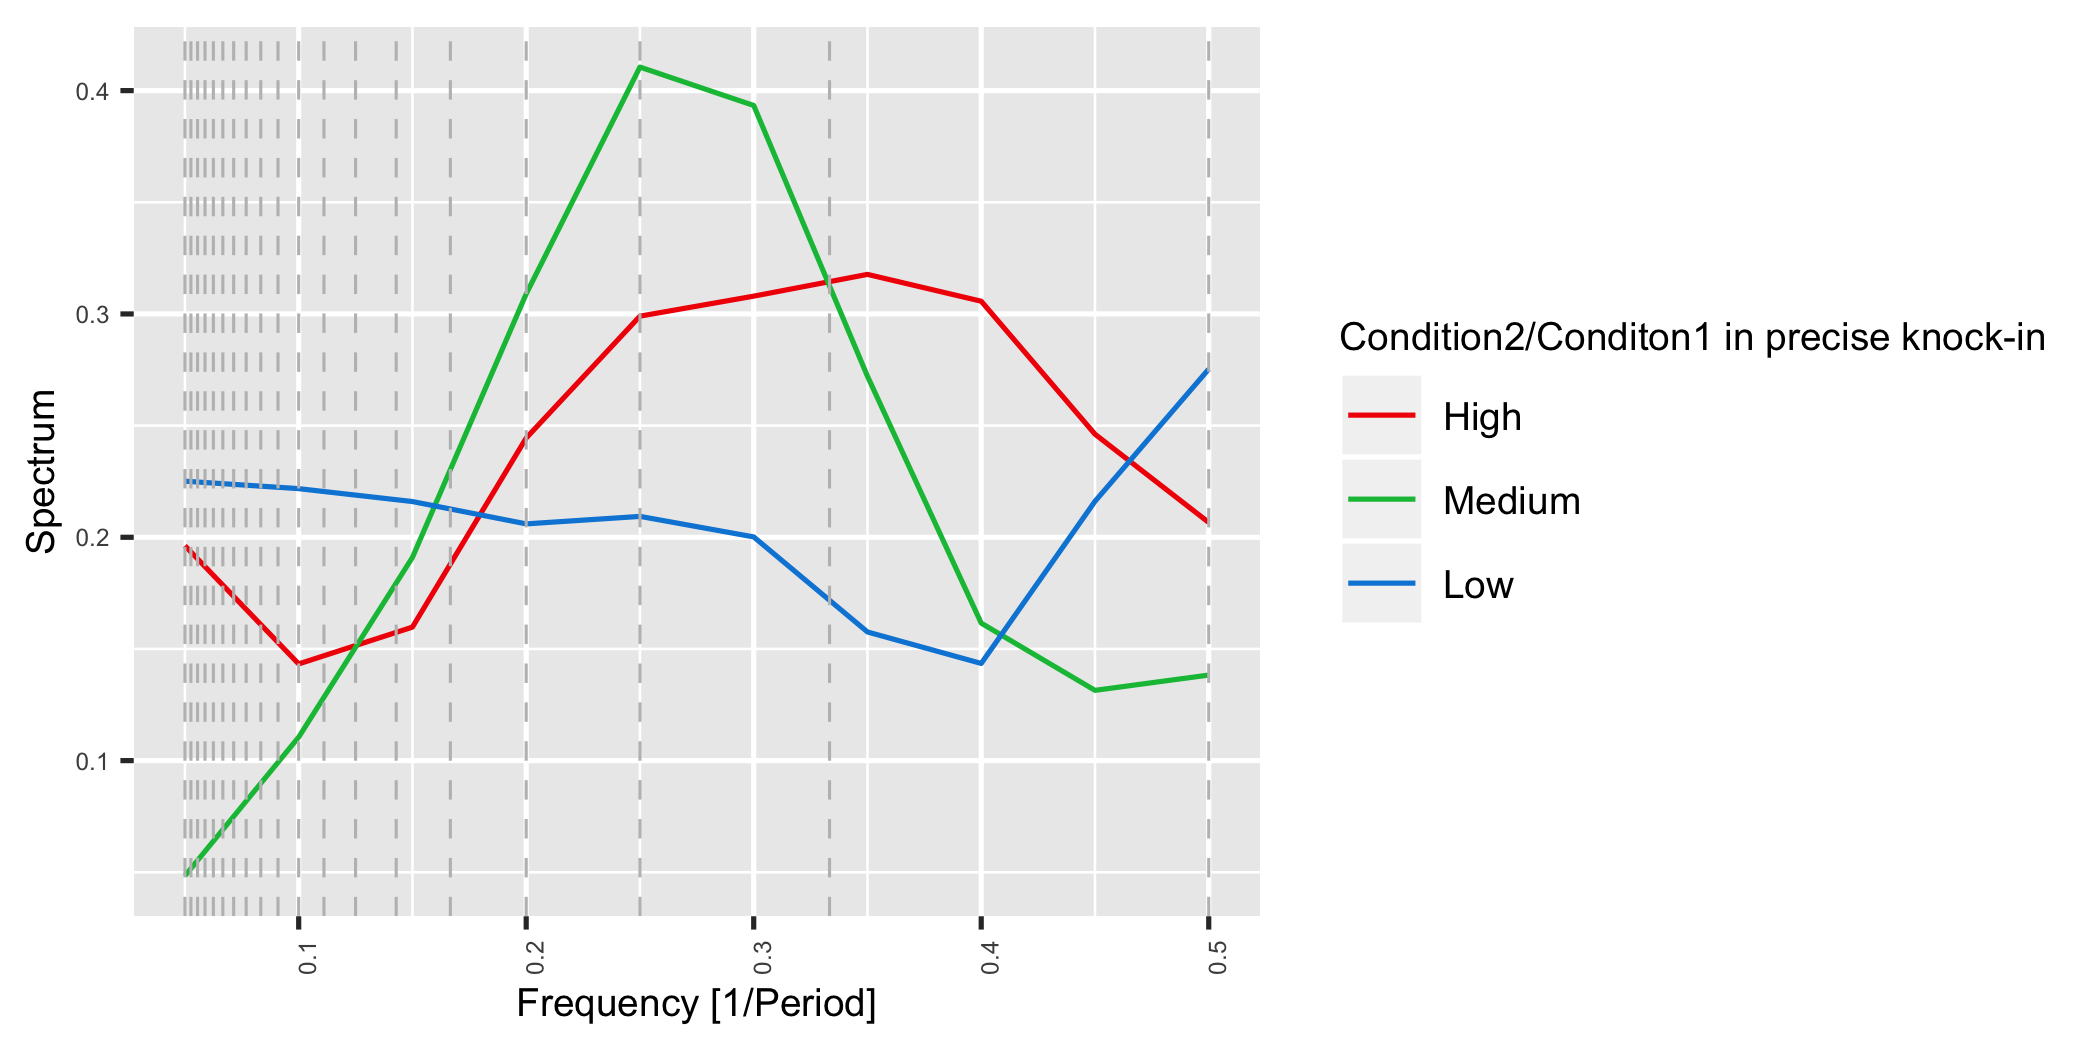 0.4
0.3
0.2
0.1
Spectrum
0.1
0.2
0.3
0.4
0.5
Frequency [1/Period]
Condition2/Conditon1 in precise knock-in
High
Medium
Low